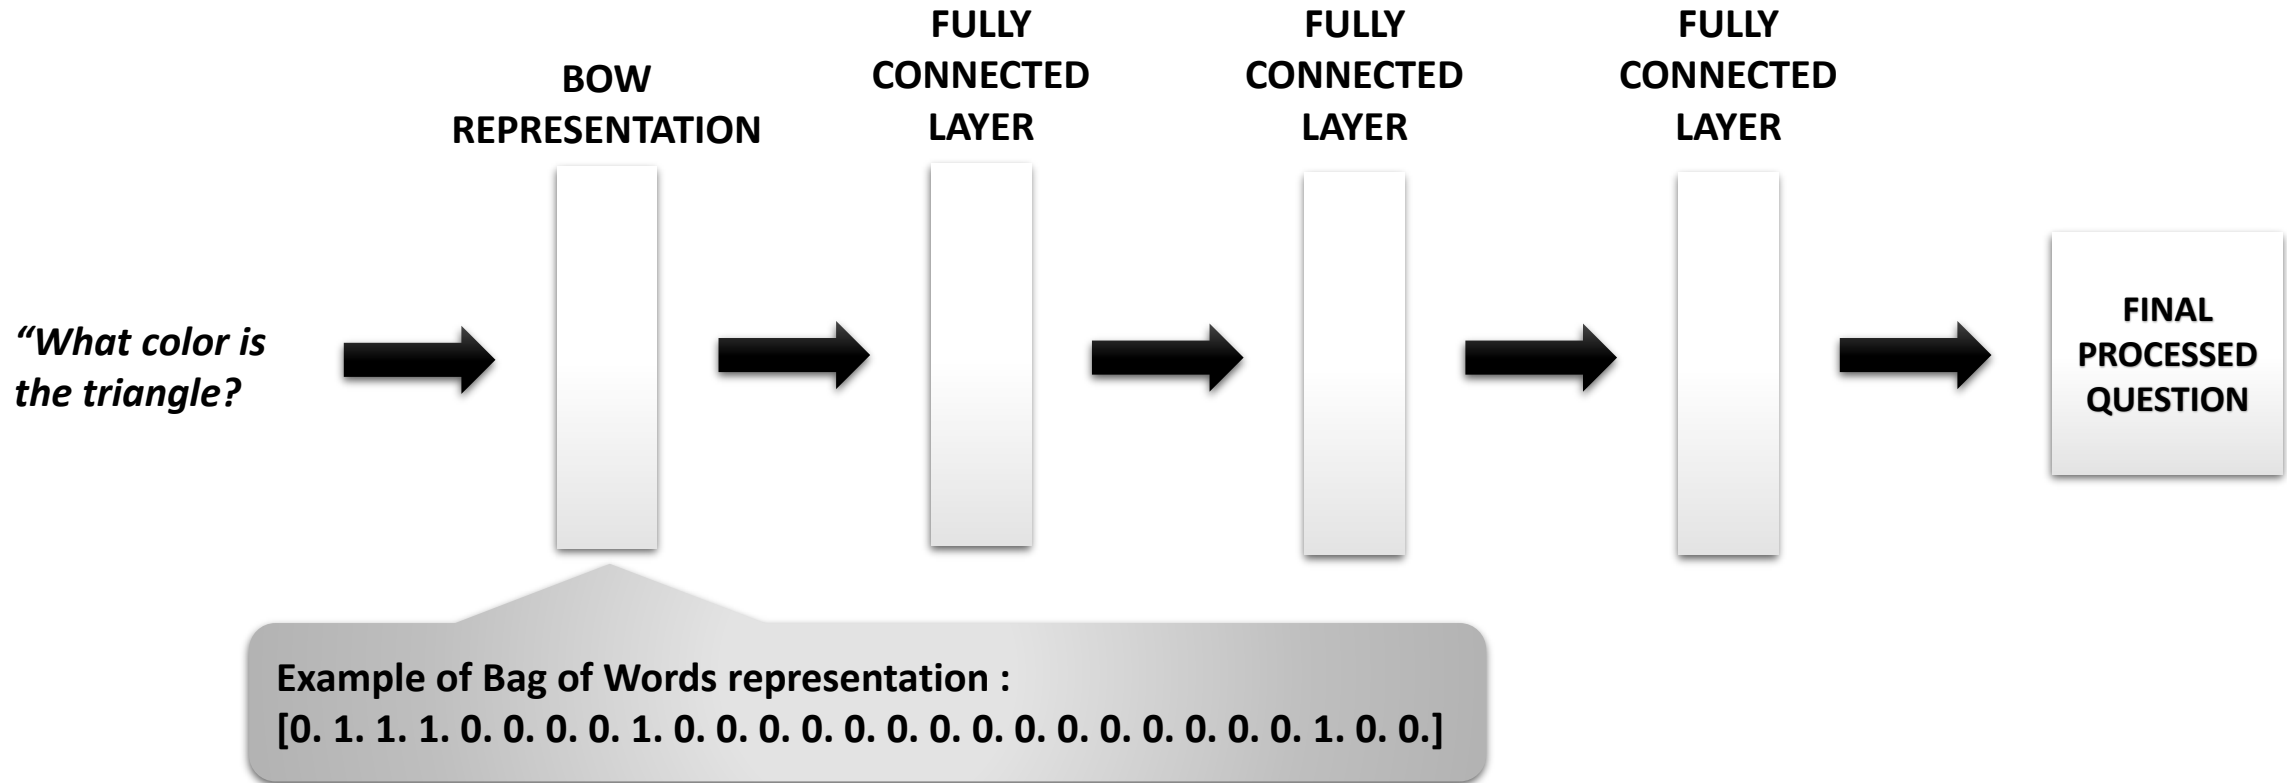 BOW
REPRESENTATION
FULLY
CONNECTED
LAYER
FULLY
CONNECTED
LAYER
FULLY
CONNECTED
LAYER
“What color is
the triangle?
FINAL
PROCESSED
QUESTION
Example of Bag of Words representation :
[0. 1. 1. 1. 0. 0. 0. 0. 1. 0. 0. 0. 0. 0. 0. 0. 0. 0. 0. 0. 0. 0. 0. 0. 1. 0. 0.]